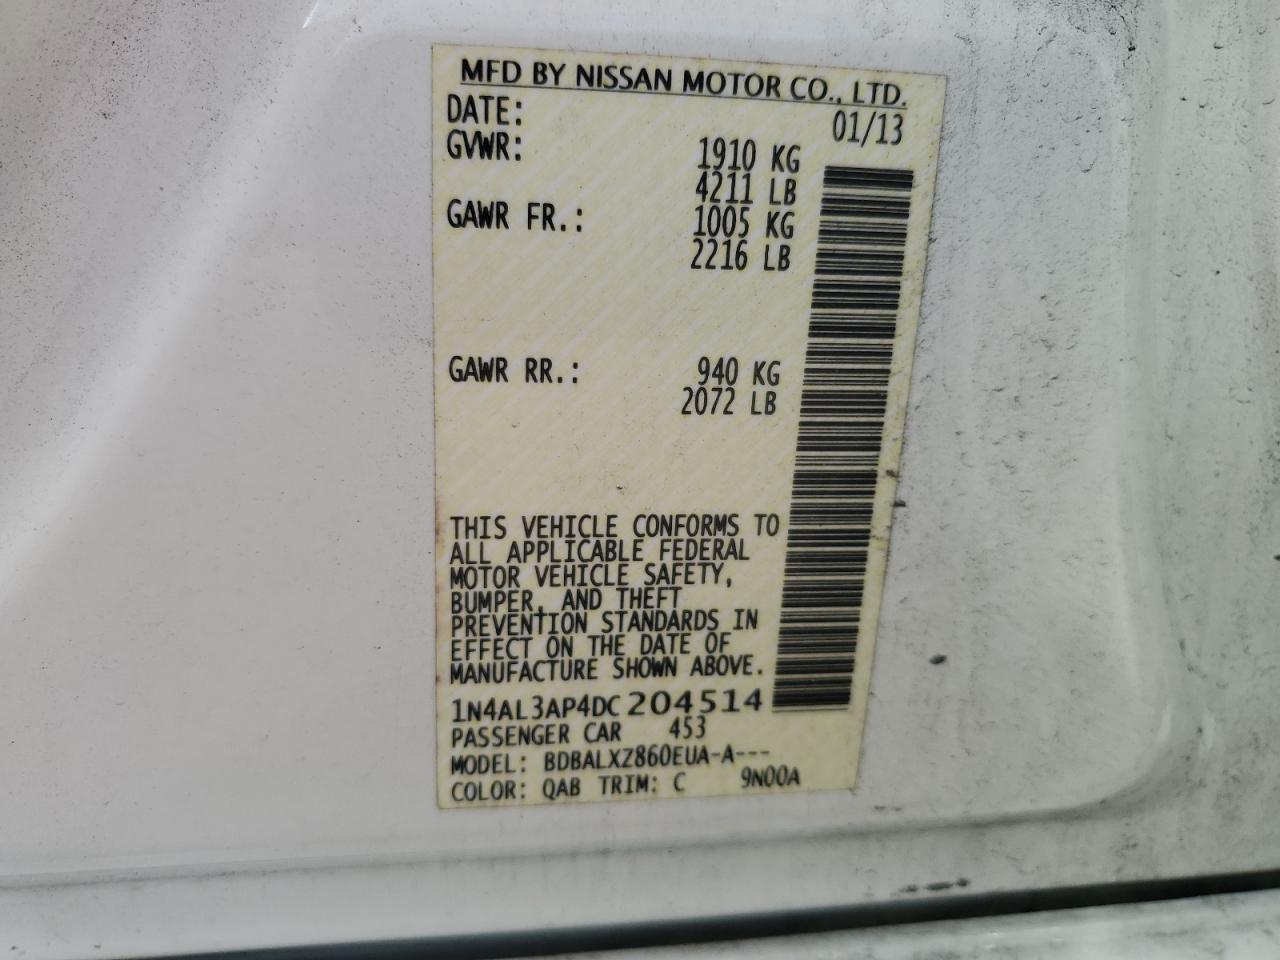 MFD BY NISSAN MOTOR CO., LTD.
DATE: 01/13
GVWR: 1910 KG
4211 LB
GAWR FR.: 1005 KG
2216 LB
GAWR RR.: 940 KG
2072 LB
THIS VEHICLE CONFORMS TO
ALL APPLICABLE FEDERAL
MOTOR VEHICLE SAFETY,
BUMPER, AND THEFT
PREVENTION STANDARDS IN
EFFECT ON THE DATE OF
MANUFACTURE SHOWN ABOVE.
1N4AL3AP4DC204514
PASSENGER CAR 453
MODEL: BDBALXZ860EUA-A---
COLOR: QAB TRIM: C 9N00A